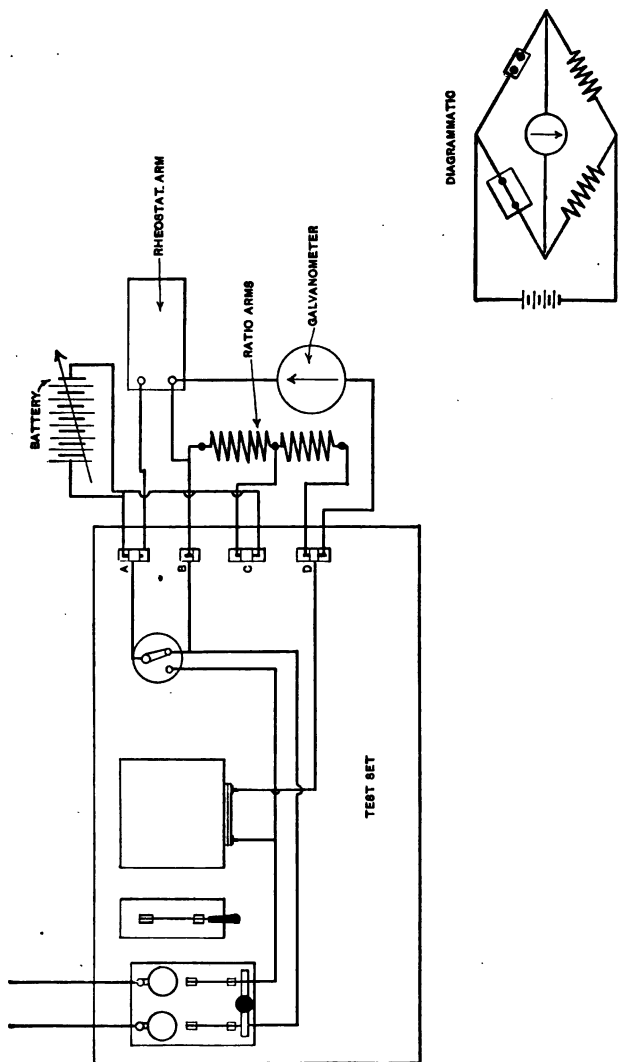 BATTERY
RHEOSTAT. ARM
RATIO ARMS
GALVANOMETER
DIAGRAMMATIC
A
B
C
D
TEST SET